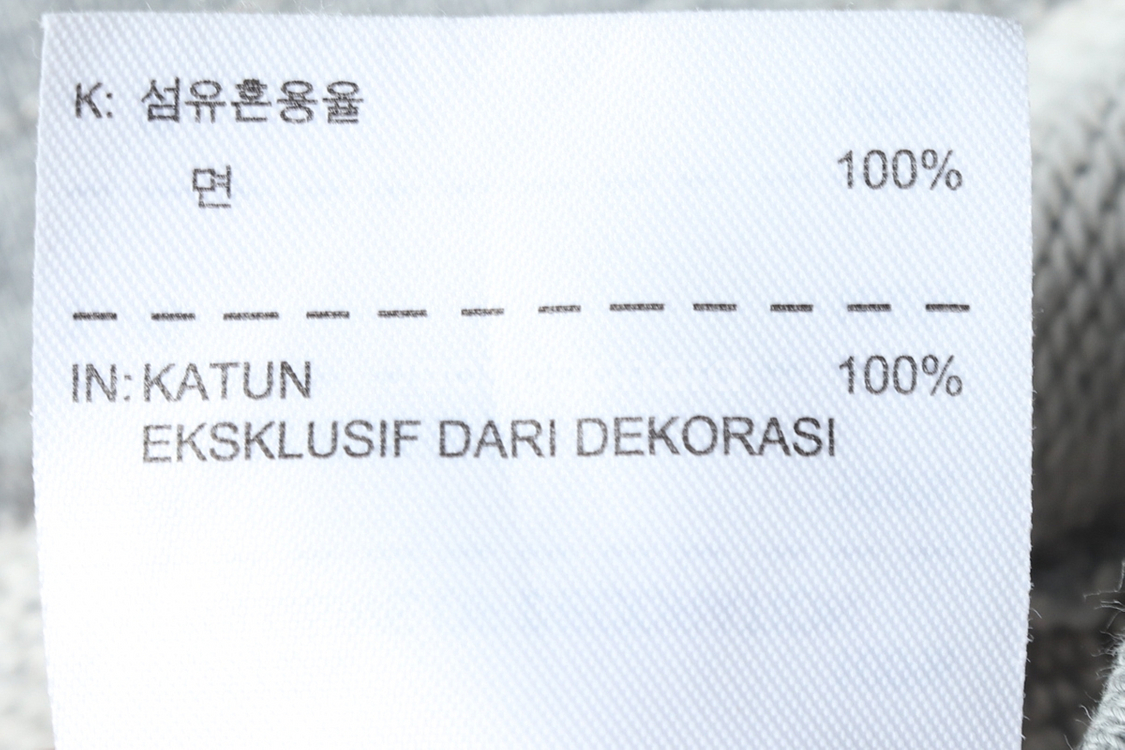 K: 섬유혼용율
면 100%
IN: KATUN 100%
EKSKLUSIF DARI DEKORASI